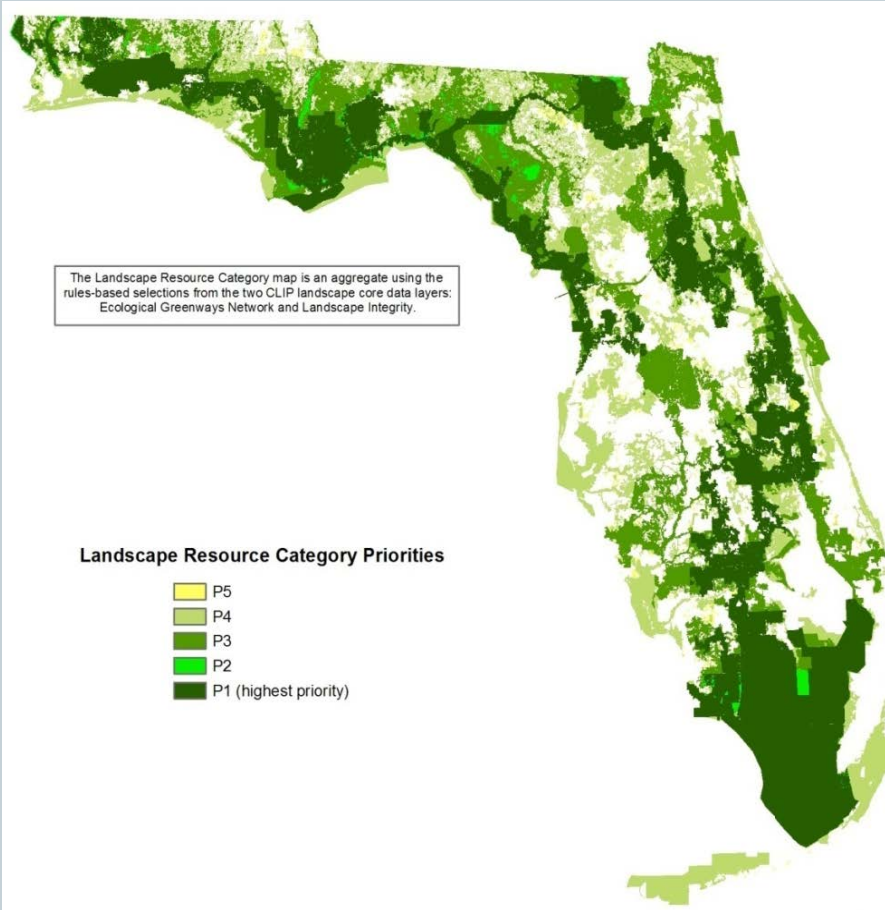 The Landscape Resource Category map is an aggregate using the
rules-based selections from the two CLIP landscape core data layers:
Ecological Greenways Network and Landscape Integrity.
Landscape Resource Category Priorities
P5
P4
P3
P2
P1 (highest priority)